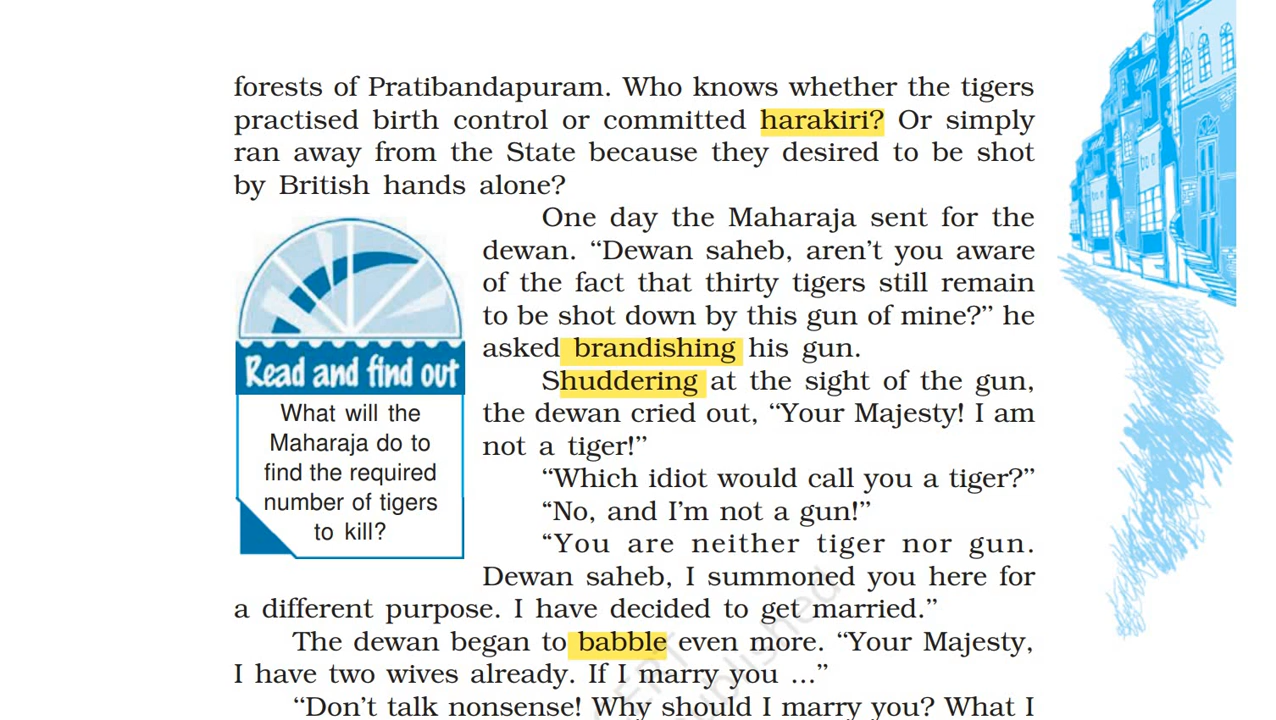 forests of Pratibandapuram. Who knows whether the tigers
practised birth control or committed harakiri? Or simply
ran away from the State because they desired to be shot
by British hands alone?
One day the Maharaja sent for the
dewan. “Dewan saheb, aren’t you aware
of the fact that thirty tigers still remain
to be shot down by this gun of mine?” he
asked brandishing his gun.
Shuddering at the sight of the gun,
the dewan cried out, “Your Majesty! I am
not a tiger!”
“Which idiot would call you a tiger?”
“No, and I’m not a gun!”
“You are neither tiger nor gun.
Dewan saheb, I summoned you here for
a different purpose. I have decided to get married.”
The dewan began to babble even more. “Your Majesty,
I have two wives already. If I marry you ...”
“Don’t talk nonsense! Why should I marry you? What I
Read and find out
What will the
Maharaja do to
find the required
number of tigers
to kill?